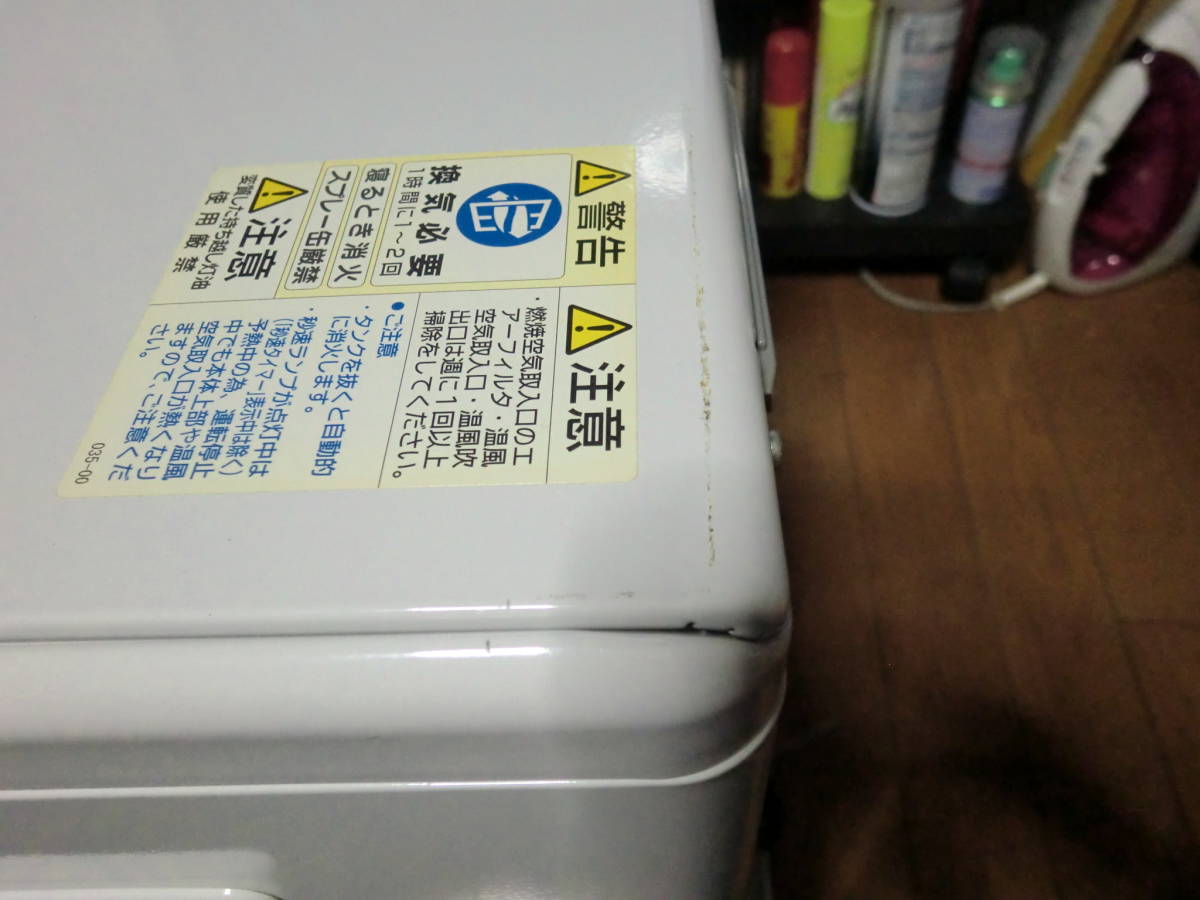 警告
換気必要
1時間に1～2回
寝るとき消火
スプレー缶厳禁
注意
変質した持ち越し灯油
使用厳禁
注意
・燃焼空気取入口のエ
アーフィルタ・温風
空気取入口・温風吹
出口は週に1回以上
掃除をしてください。
●ご注意
・タンクを抜くと自動的
に消火します。
・秒速ランプが点灯中は
(「秒速タイマー」表示中は除く)
予熱中の為、運転停止
中でも本体上部や温風
空気取入口が熱くなり
ますので、ご注意くだ
さい。
035-00